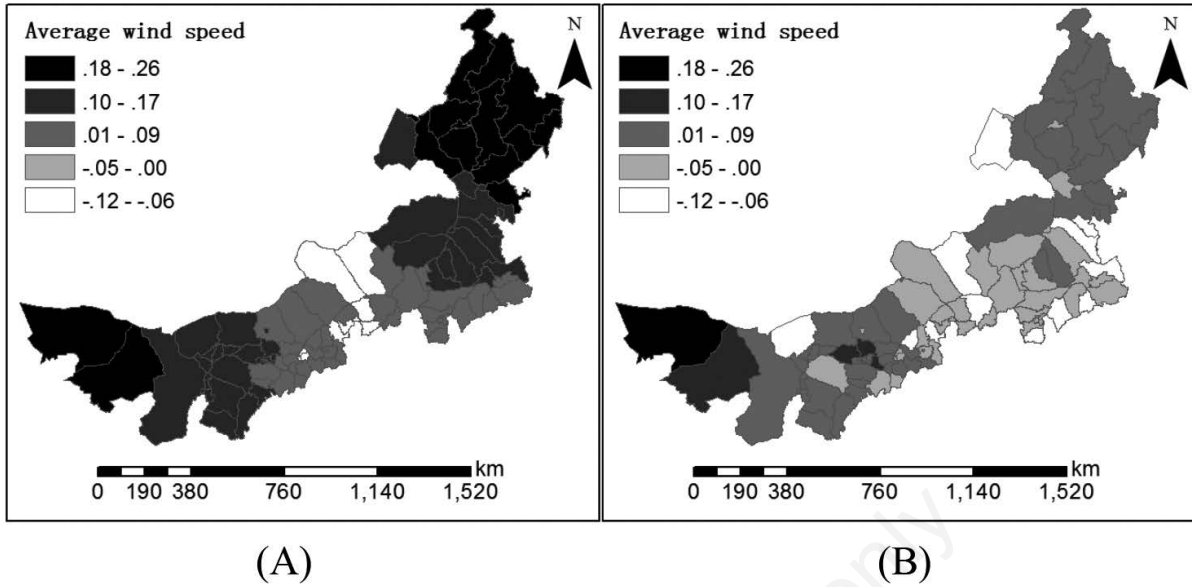 Average wind speed
N
.18 - .26
.10 - .17
.01 - .09
-.05 - .00
-.12 - -.06
km
0 190 380 760 1,140 1,520
(A)
Average wind speed
N
.18 - .26
.10 - .17
.01 - .09
-.05 - .00
-.12 - -.06
km
0 190 380 760 1,140 1,520
(B)
only